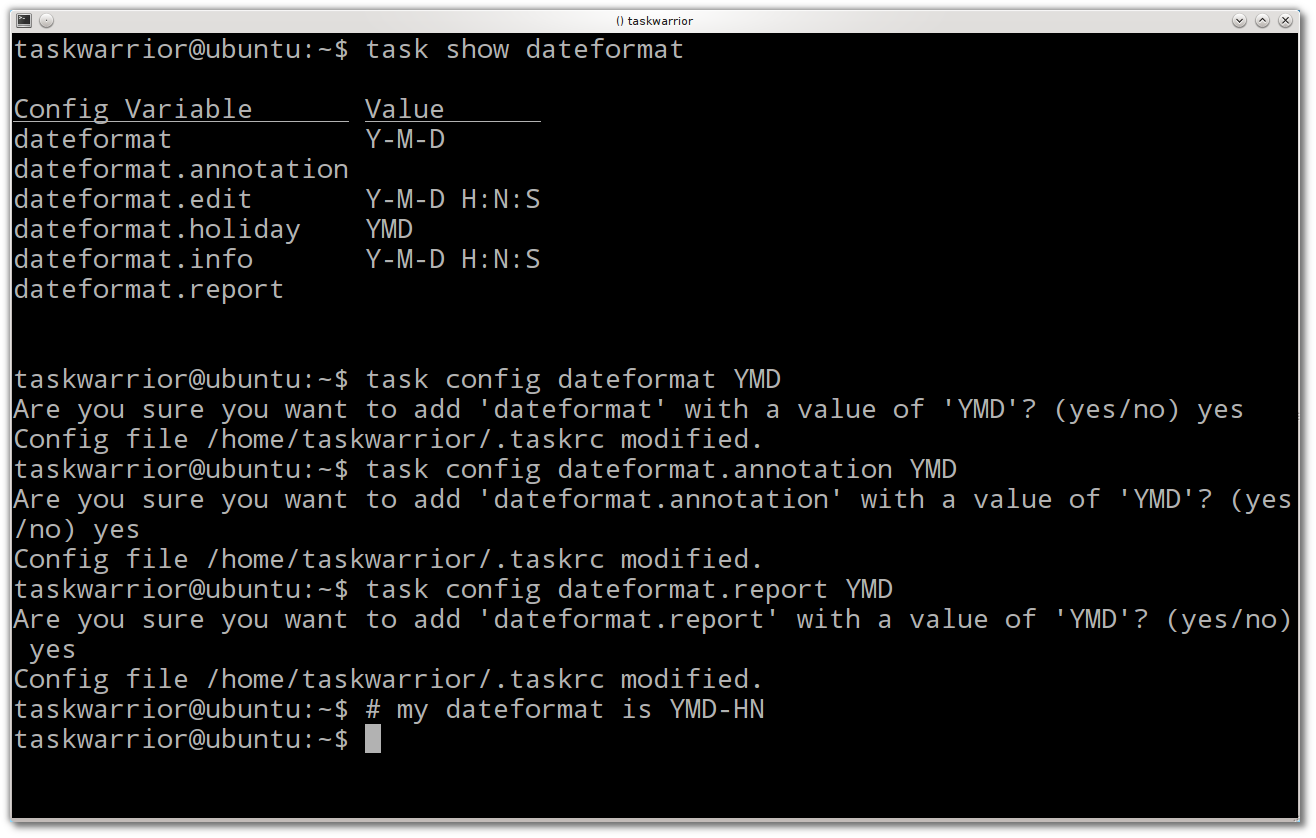 () taskwarrior
taskwarrior@ubuntu:~$ task show dateformat
Config Variable Value
dateformat Y-M-D
dateformat.annotation
dateformat.edit Y-M-D H:N:S
dateformat.holiday YMD
dateformat.info Y-M-D H:N:S
dateformat.report
taskwarrior@ubuntu:~$ task config dateformat YMD
Are you sure you want to add 'dateformat' with a value of 'YMD'? (yes/no) yes
Config file /home/taskwarrior/.taskrc modified.
taskwarrior@ubuntu:~$ task config dateformat.annotation YMD
Are you sure you want to add 'dateformat.annotation' with a value of 'YMD'? (yes
/no) yes
Config file /home/taskwarrior/.taskrc modified.
taskwarrior@ubuntu:~$ task config dateformat.report YMD
Are you sure you want to add 'dateformat.report' with a value of 'YMD'? (yes/no)
yes
Config file /home/taskwarrior/.taskrc modified.
taskwarrior@ubuntu:~$ # my dateformat is YMD-HN
taskwarrior@ubuntu:~$